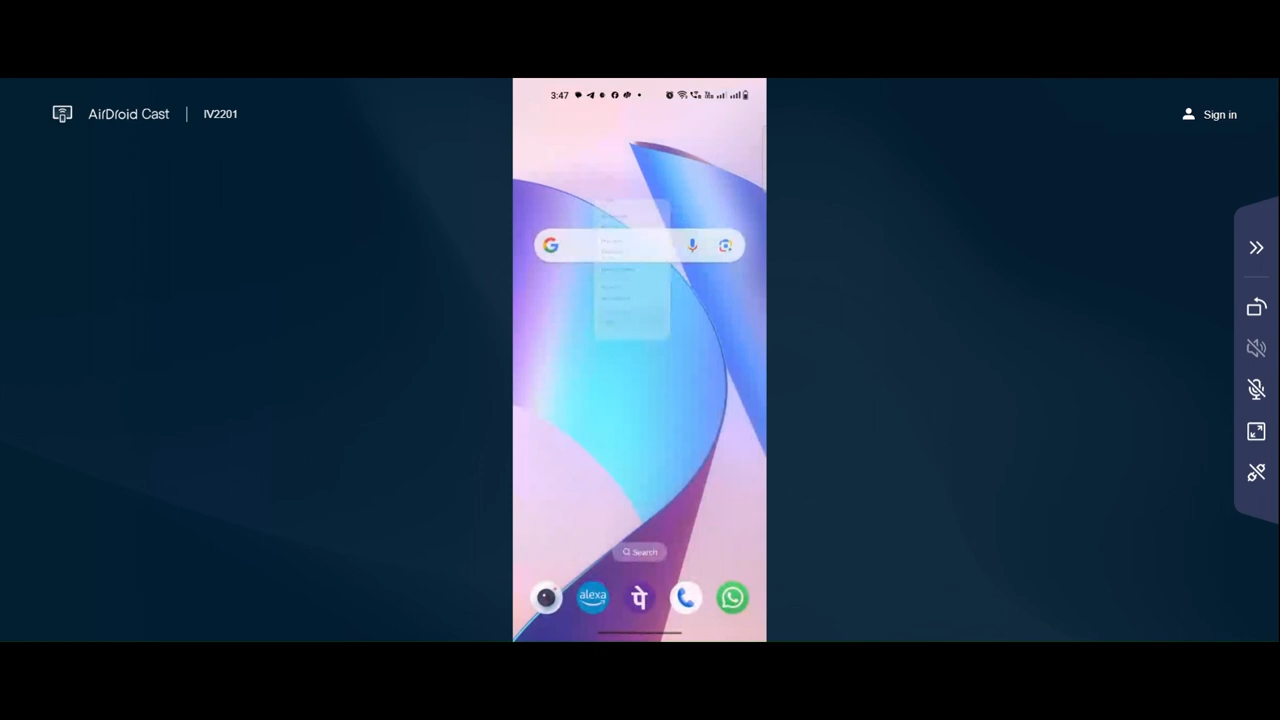 3:47
AirDroid Cast | IV2201
Sign in
Search
alexa
पे